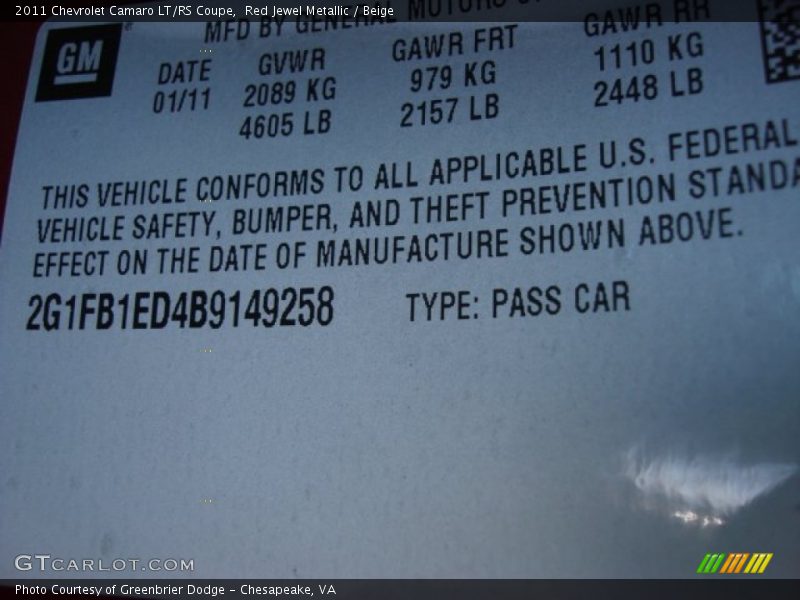 2011 Chevrolet Camaro LT/RS Coupe,  Red Jewel Metallic / Beige
MFD BY GENERAL MOTORS
GM
DATE GVWR GAWR FRT GAWR RR
01/11 2089 KG 979 KG 1110 KG
4605 LB 2157 LB 2448 LB
THIS VEHICLE CONFORMS TO ALL APPLICABLE U.S. FEDERAL
VEHICLE SAFETY, BUMPER, AND THEFT PREVENTION STANDA
EFFECT ON THE DATE OF MANUFACTURE SHOWN ABOVE.
2G1FB1ED4B9149258 TYPE: PASS CAR
GTCARLOT.COM
Photo Courtesy of Greenbrier Dodge - Chesapeake, VA